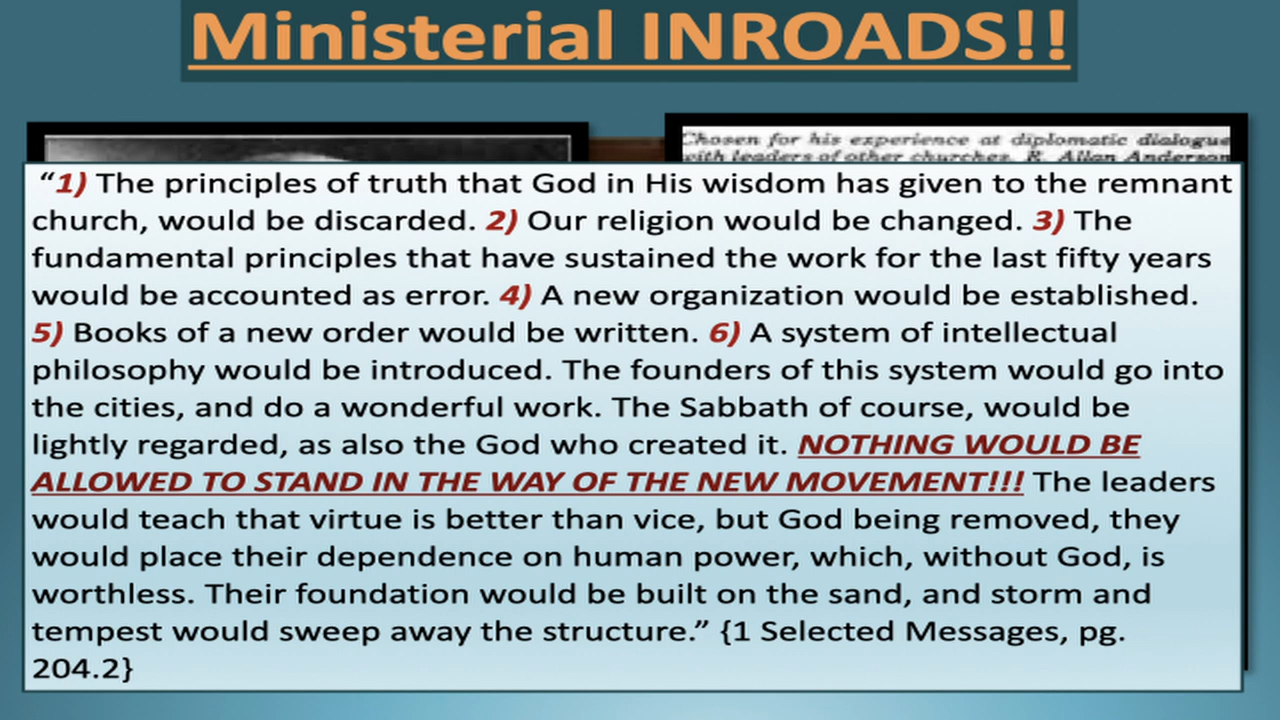 Ministerial INROADS!!
Chosen for his experience at diplomatic dialogue
with leaders of other churches, R. Allan Anderson
“1) The principles of truth that God in His wisdom has given to the remnant
church, would be discarded. 2) Our religion would be changed. 3) The
fundamental principles that have sustained the work for the last fifty years
would be accounted as error. 4) A new organization would be established.
5) Books of a new order would be written. 6) A system of intellectual
philosophy would be introduced. The founders of this system would go into
the cities, and do a wonderful work. The Sabbath of course, would be
lightly regarded, as also the God who created it. NOTHING WOULD BE
ALLOWED TO STAND IN THE WAY OF THE NEW MOVEMENT!!! The leaders
would teach that virtue is better than vice, but God being removed, they
would place their dependence on human power, which, without God, is
worthless. Their foundation would be built on the sand, and storm and
tempest would sweep away the structure.” {1 Selected Messages, pg.
204.2}